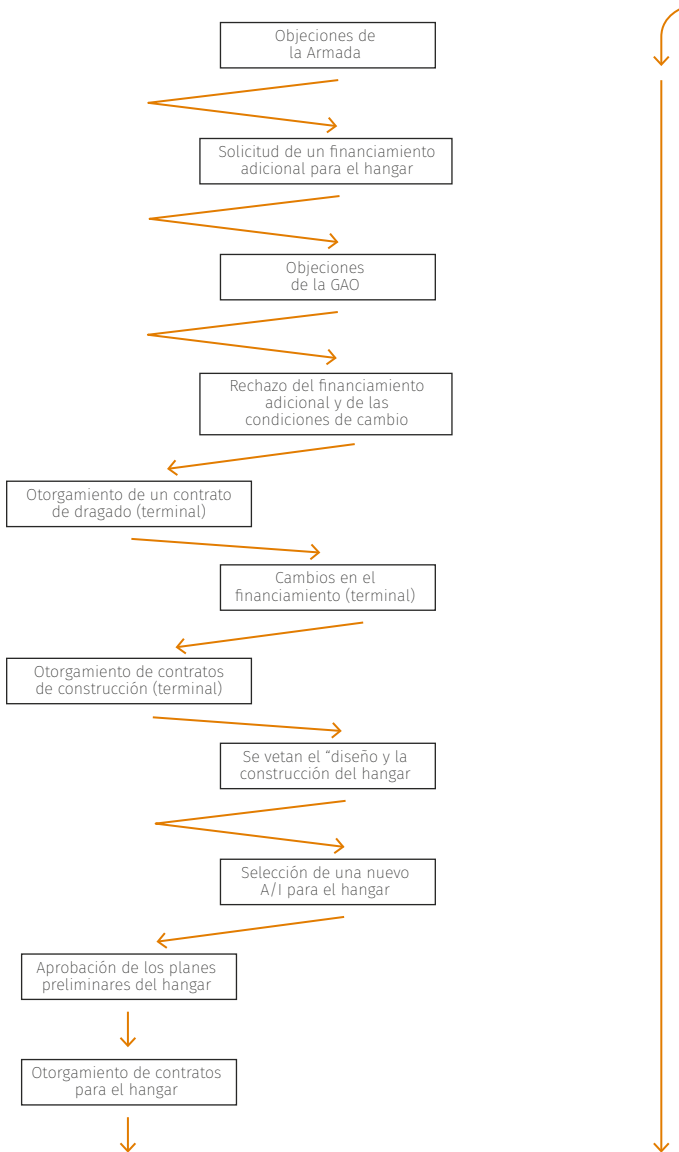 Objeciones de
la Armada
Solicitud de un financiamiento
adicional para el hangar
Objeciones
de la GAO
Rechazo del financiamiento
adicional y de las
condiciones de cambio
Otorgamiento de un contrato
de dragado (terminal)
Cambios en el
financiamiento (terminal)
Otorgamiento de contratos
de construcción (terminal)
Se vetan el “diseño y la
construcción del hangar
Selección de una nuevo
A/I para el hangar
Aprobación de los planes
preliminares del hangar
Otorgamiento de contratos
para el hangar